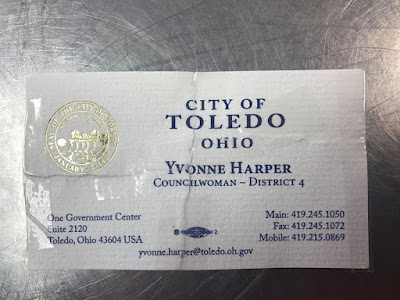 CITY OF
TOLEDO
OHIO
YVONNE HARPER
COUNCILWOMAN – DISTRICT 4
One Government Center
Suite 2120
Toledo, Ohio 43604 USA
Main: 419.245.1050
Fax: 419.245.1072
Mobile: 419.215.0869
yvonne.harper@toledo.oh.gov